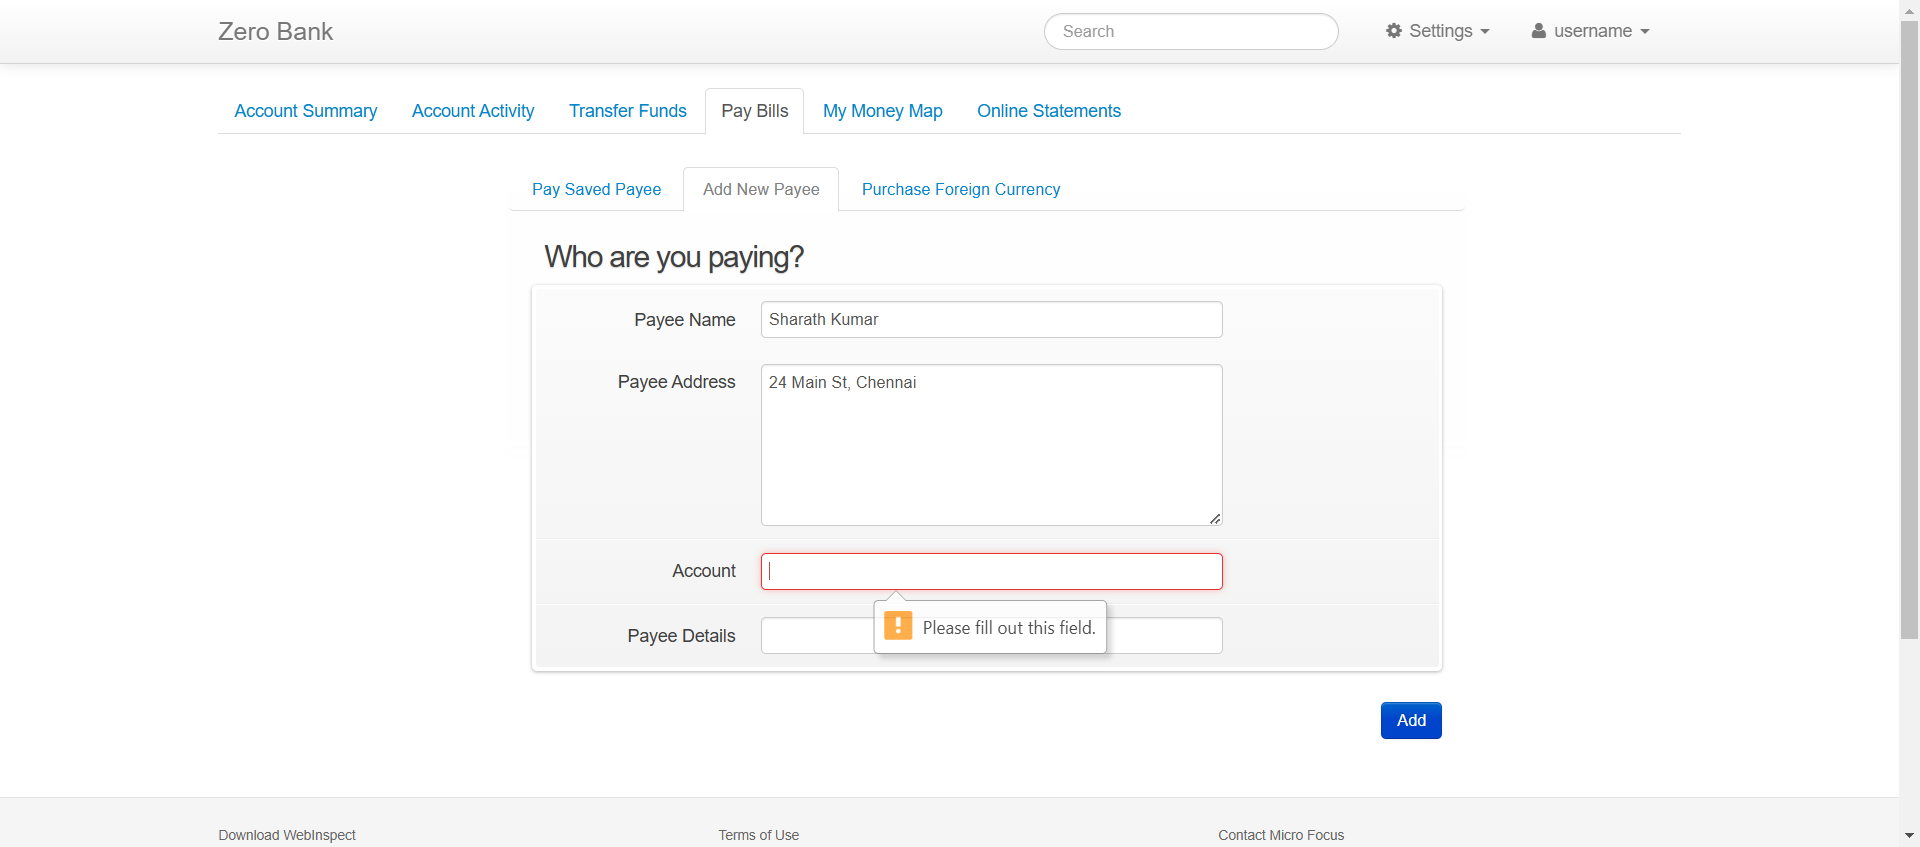 Zero Bank
Search
Settings
username
Account Summary
Account Activity
Transfer Funds
Pay Bills
My Money Map
Online Statements
Pay Saved Payee
Add New Payee
Purchase Foreign Currency
Who are you paying?
Payee Name
Sharath Kumar
Payee Address
24 Main St, Chennai
Account
Please fill out this field.
Payee Details
Add
Download WebInspect
Terms of Use
Contact Micro Focus